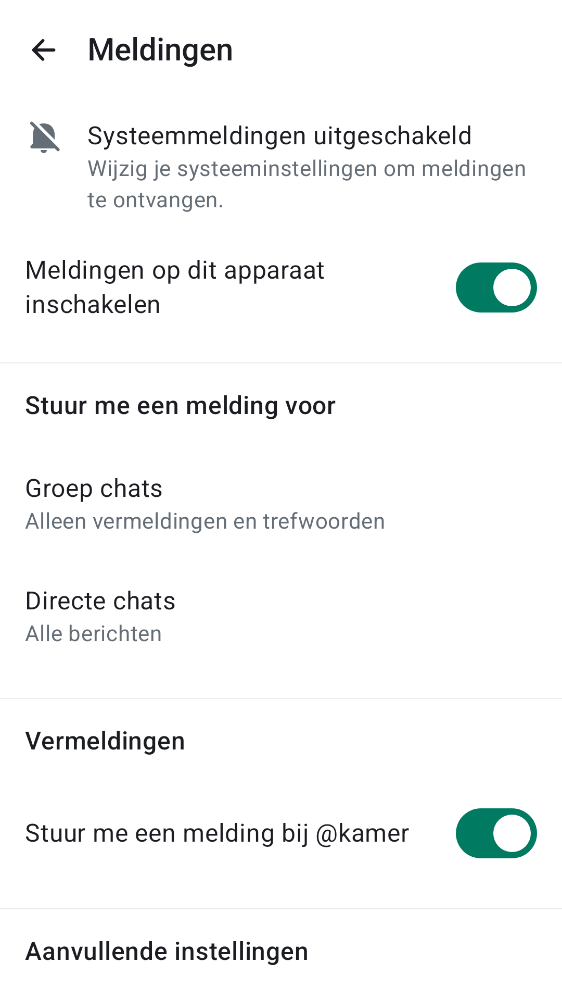 Meldingen
Systeemmeldingen uitgeschakeld
Wijzig je systeeminstellingen om meldingen
te ontvangen.
Meldingen op dit apparaat
inschakelen
Stuur me een melding voor
Groep chats
Alleen vermeldingen en trefwoorden
Directe chats
Alle berichten
Vermeldingen
Stuur me een melding bij @kamer
Aanvullende instellingen